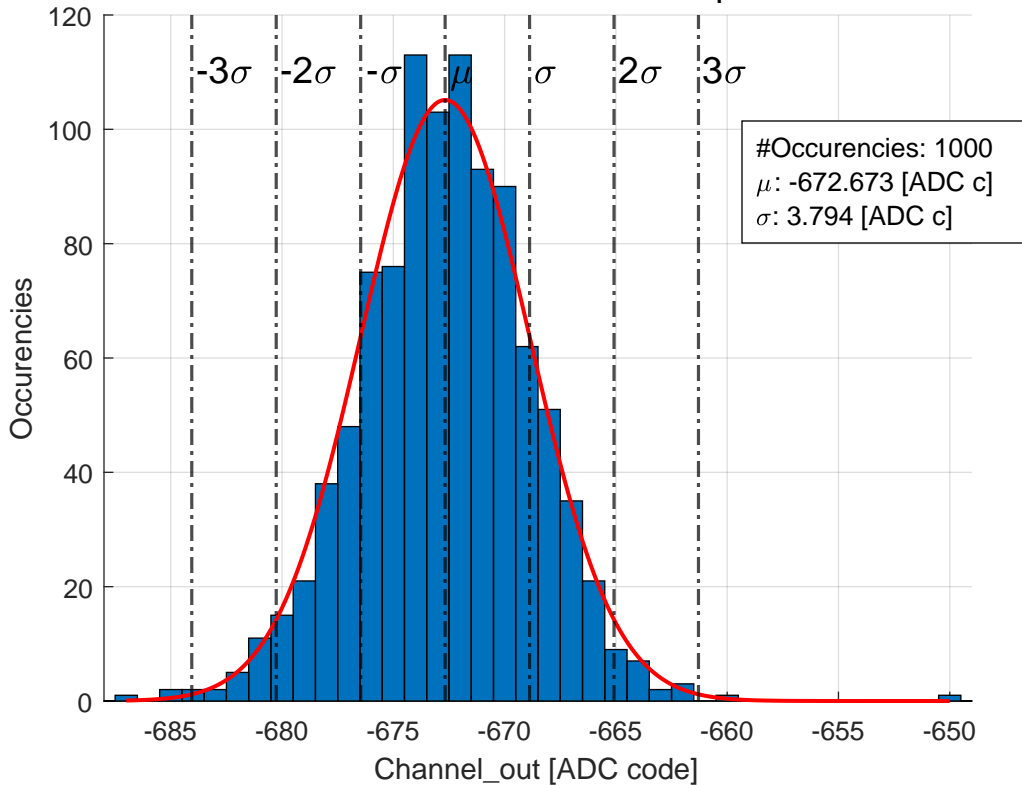 120
100
80
60
40
20
0
Occurencies
-3σ
-2σ
-σ
μ
σ
2σ
3σ
#Occurencies: 1000
μ: -672.673 [ADC c]
σ: 3.794 [ADC c]
-685
-680
-675
-670
-665
-660
-655
-650
Channel_out [ADC code]